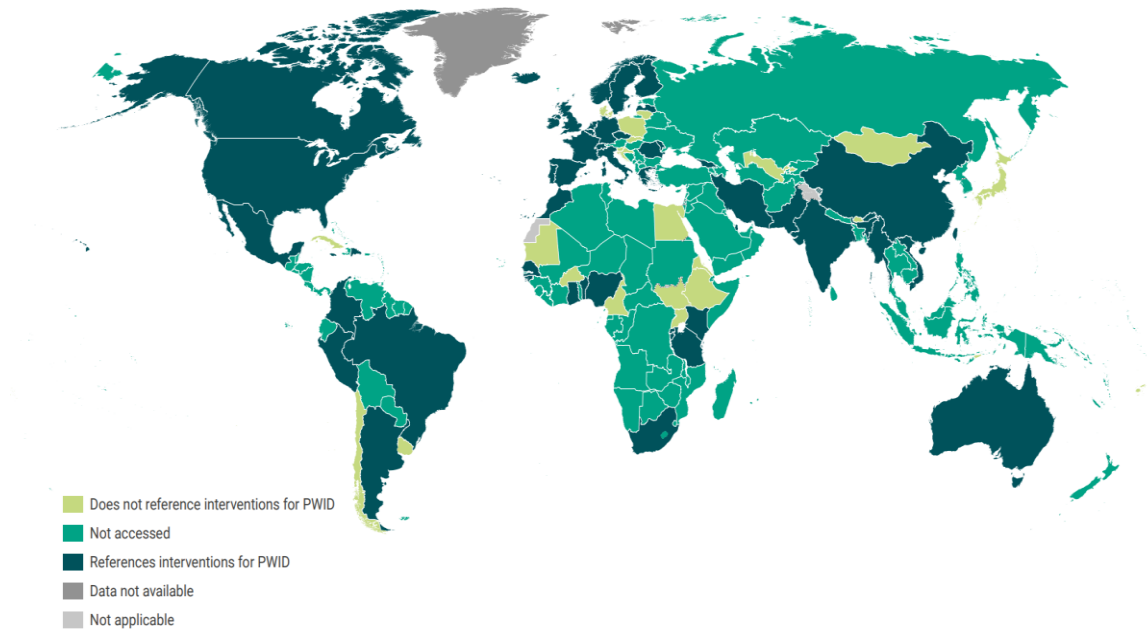 Does not reference interventions for PWID
Not accessed
References interventions for PWID
Data not available
Not applicable